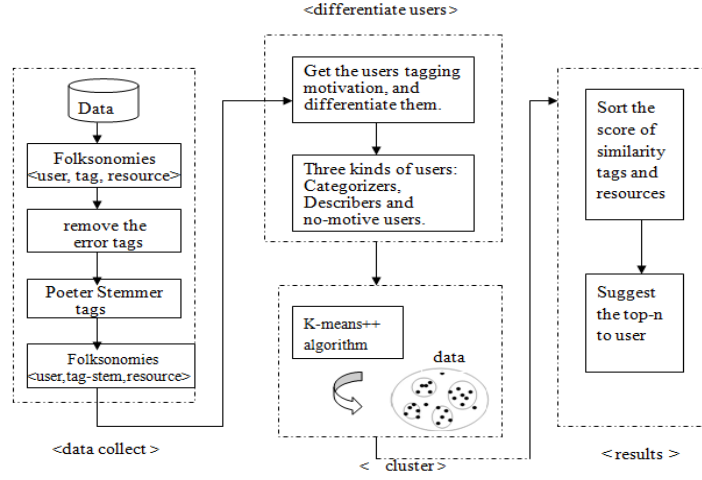 Data
Folksonomies
<user, tag, resource>
remove the
error tags
Poeter Stemmer
tags
Folksonomies
<user,tag-stem,resource>
<data collect >
<differentiate users>
Get the users tagging
motivation, and
differentiate them.
Three kinds of users:
Categorizers,
Describers and
no-motive users.
K-means++
algorithm
data
< cluster>
Sort the
score of
similarity
tags and
resources
Suggest
the top-n
to user
< results >